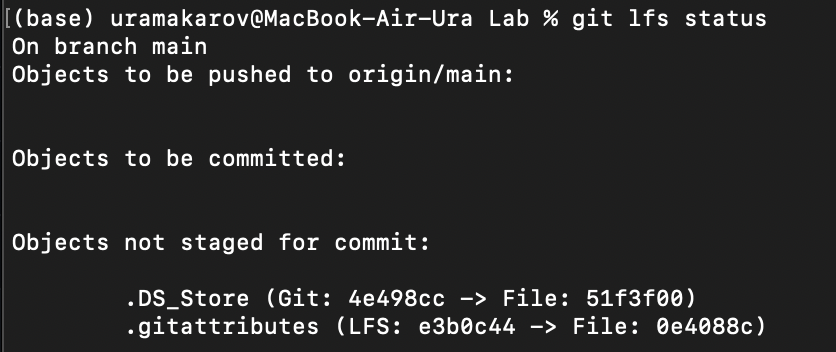 [(base) uramakarov@MacBook-Air-Ura Lab % git lfs status
On branch main
Objects to be pushed to origin/main:
Objects to be committed:
Objects not staged for commit:
.DS_Store (Git: 4e498cc -> File: 51f3f00)
.gitattributes (LFS: e3b0c44 -> File: 0e4088c)